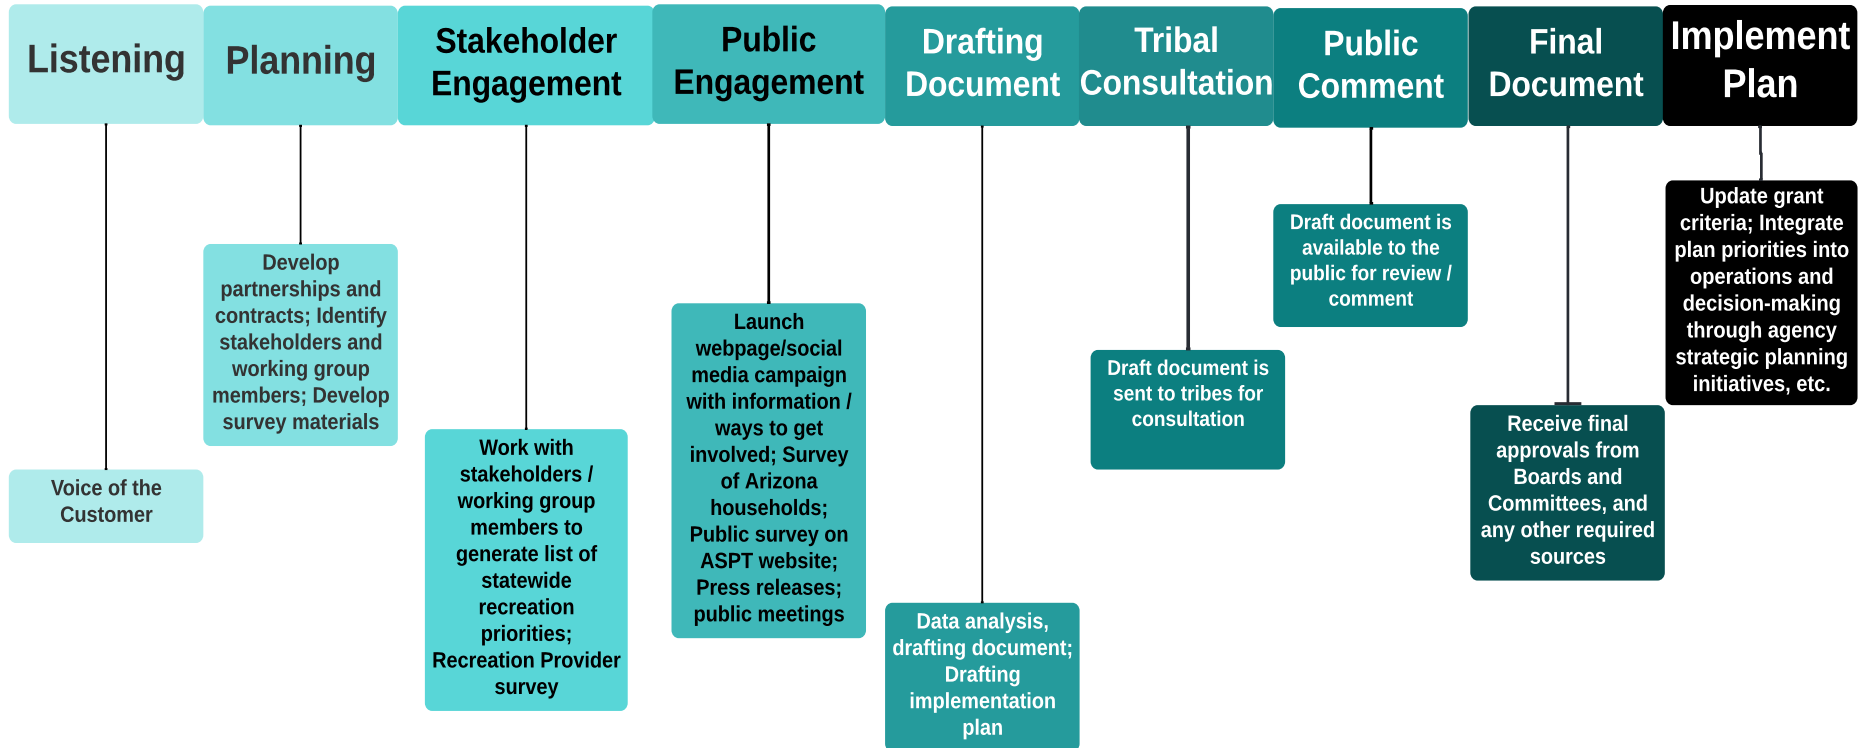 Listening
Planning
Stakeholder
Engagement
Public
Engagement
Drafting
Document
Tribal
Consultation
Public
Comment
Final
Document
Implement
Plan
Voice of the
Customer
Develop
partnerships and
contracts; Identify
stakeholders and
working group
members; Develop
survey materials
Work with
stakeholders /
working group
members to
generate list of
statewide
recreation
priorities;
Recreation Provider
survey
Launch
webpage/social
media campaign
with information /
ways to get
involved; Survey
of Arizona
households;
Public survey on
ASPT website;
Press releases;
public meetings
Data analysis,
drafting document;
Drafting
implementation
plan
Draft document is
sent to tribes for
consultation
Draft document is
available to the
public for review /
comment
Receive final
approvals from
Boards and
Committees, and
any other required
sources
Update grant
criteria; Integrate
plan priorities into
operations and
decision-making
through agency
strategic planning
initiatives, etc.